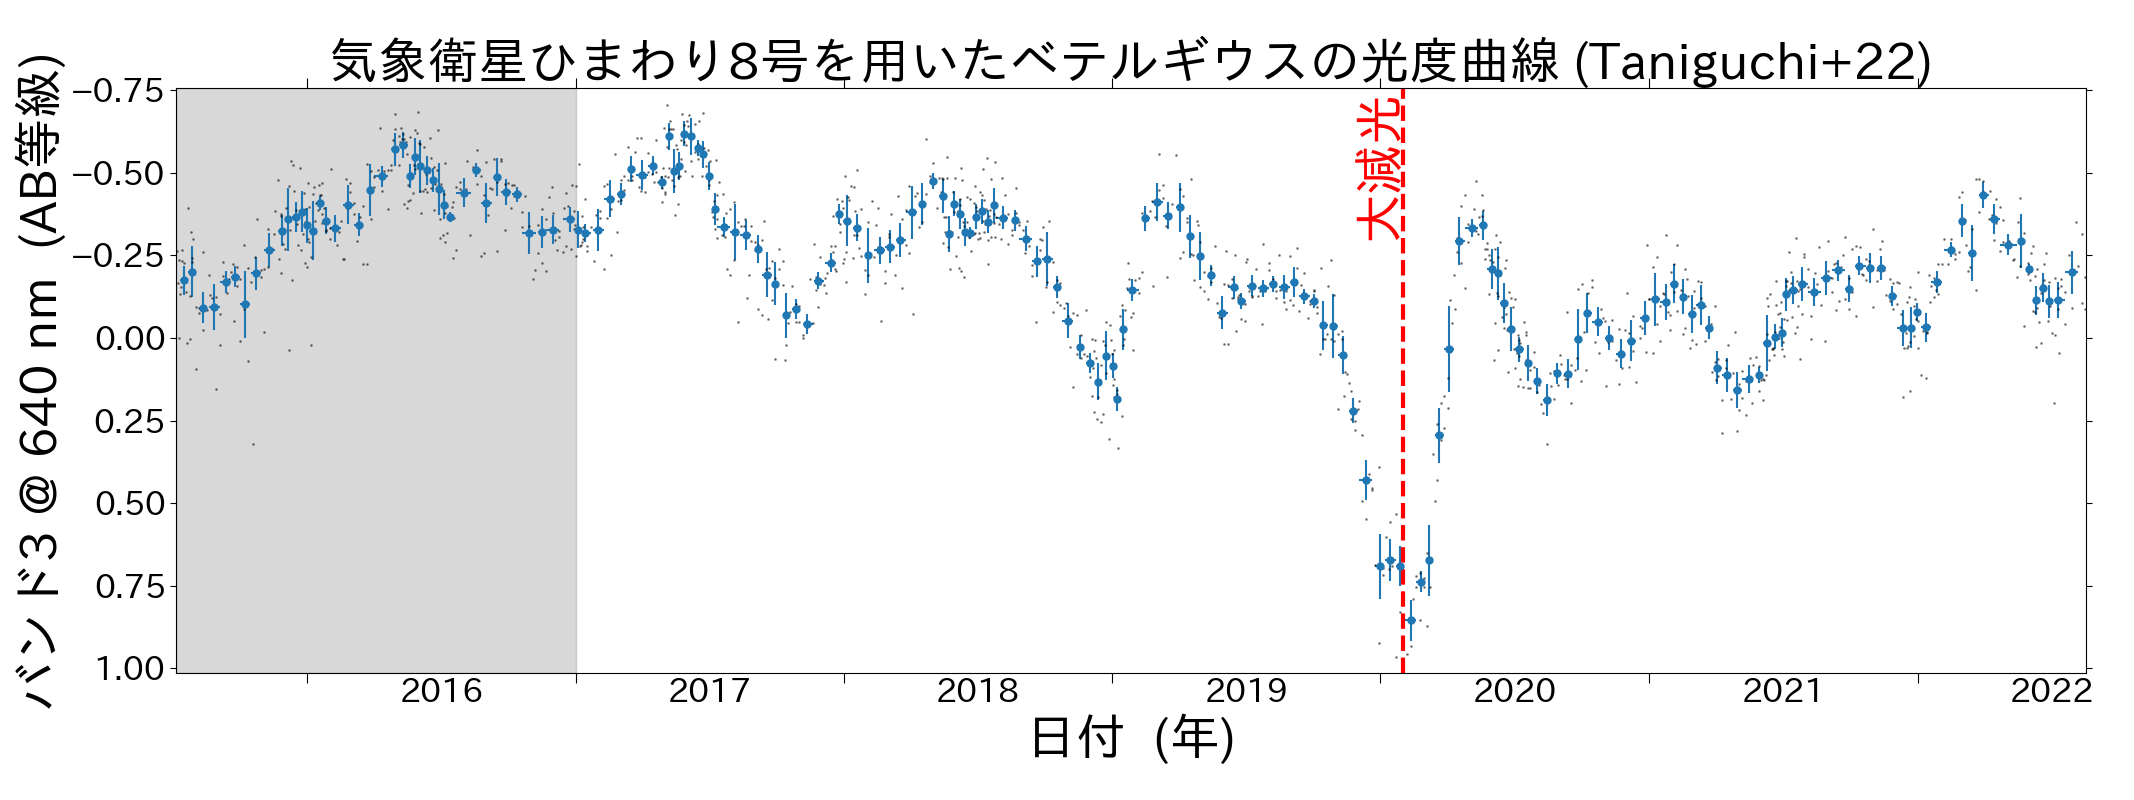 気象衛星ひまわり8号を用いたベテルギウスの光度曲線 (Taniguchi+22)
バンド3 @ 640 nm (AB等級)
−0.75
−0.50
−0.25
0.00
0.25
0.50
0.75
1.00
大減光
2016 2017 2018 2019 2020 2021 2022
日付 (年)